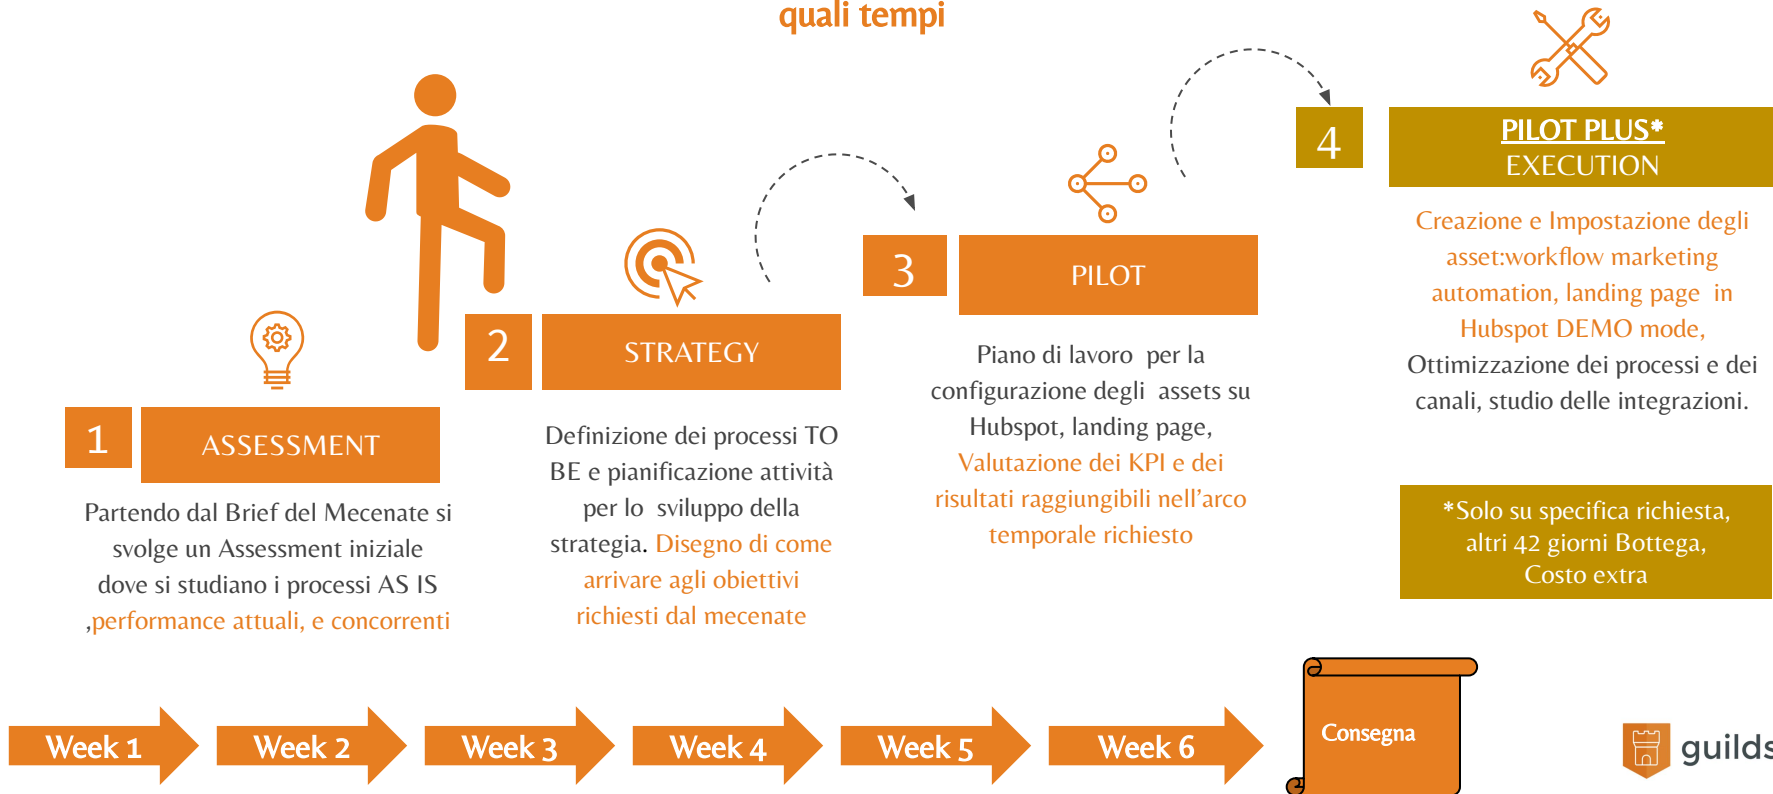 quali tempi
1
ASSESSMENT
Partendo dal Brief del Mecenate si
svolge un Assessment iniziale
dove si studiano i processi AS IS
,performance attuali, e concorrenti
2
STRATEGY
Definizione dei processi TO
BE e pianificazione attività
per lo sviluppo della
strategia. Disegno di come
arrivare agli obiettivi
richiesti dal mecenate
3
PILOT
Piano di lavoro per la
configurazione degli assets su
Hubspot, landing page,
Valutazione dei KPI e dei
risultati raggiungibili nell’arco
temporale richiesto
4
PILOT PLUS*
EXECUTION
Creazione e Impostazione degli
asset:workflow marketing
automation, landing page in
Hubspot DEMO mode,
Ottimizzazione dei processi e dei
canali, studio delle integrazioni.
*Solo su specifica richiesta,
altri 42 giorni Bottega,
Costo extra
Week 1
Week 2
Week 3
Week 4
Week 5
Week 6
Consegna
guilds